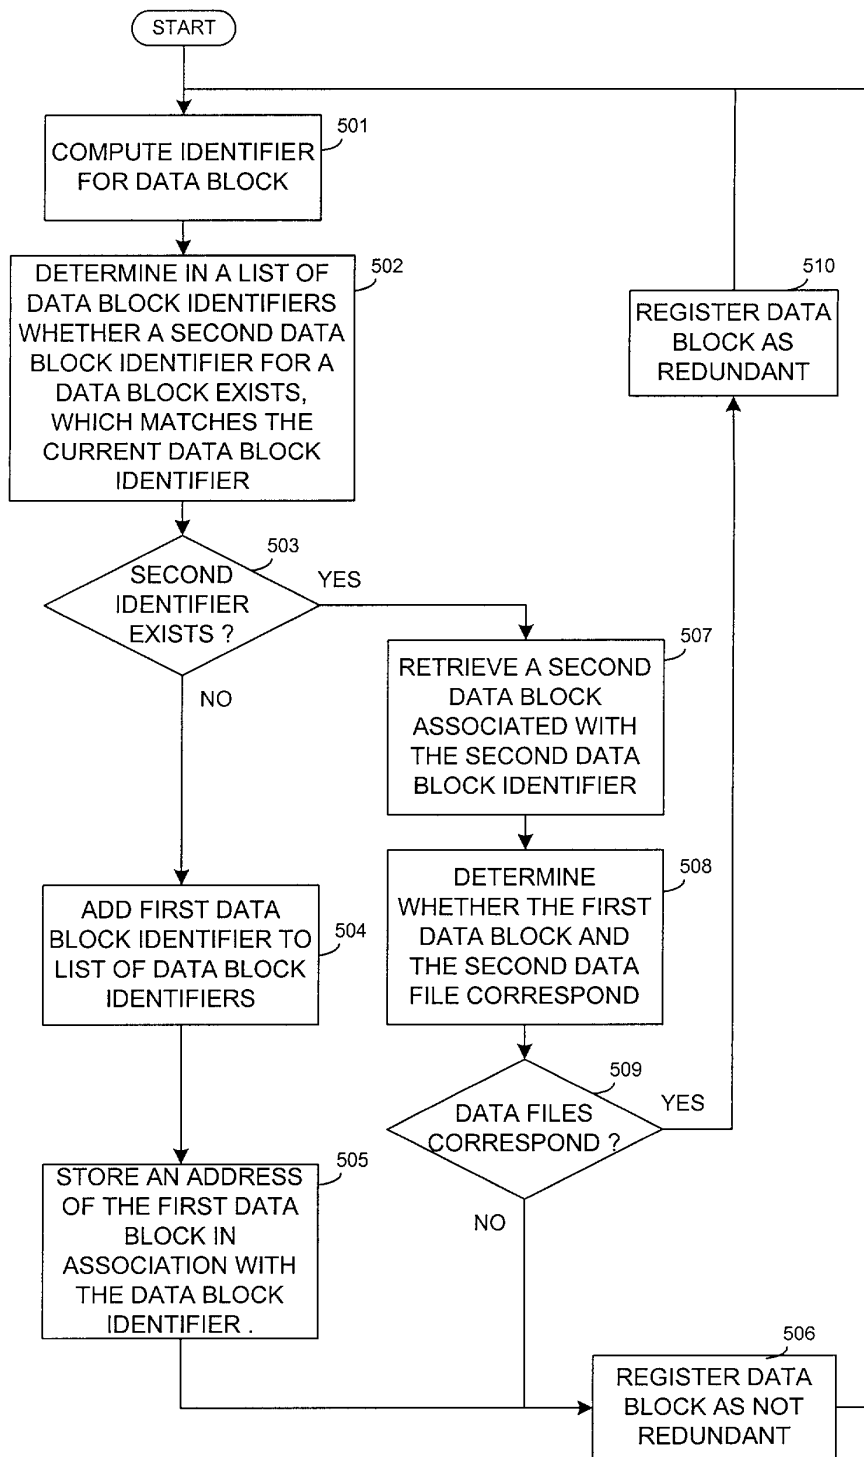 START
501
COMPUTE IDENTIFIER
FOR DATA BLOCK
502
DETERMINE IN A LIST OF
DATA BLOCK IDENTIFIERS
WHETHER A SECOND DATA
BLOCK IDENTIFIER FOR A
DATA BLOCK EXISTS,
WHICH MATCHES THE
CURRENT DATA BLOCK
IDENTIFIER
510
REGISTER DATA
BLOCK AS
REDUNDANT
503
SECOND
IDENTIFIER
EXISTS ?
YES
NO
507
RETRIEVE A SECOND
DATA BLOCK
ASSOCIATED WITH
THE SECOND DATA
BLOCK IDENTIFIER
508
DETERMINE
WHETHER THE FIRST
DATA BLOCK AND
THE SECOND DATA
FILE CORRESPOND
504
ADD FIRST DATA
BLOCK IDENTIFIER TO
LIST OF DATA BLOCK
IDENTIFIERS
509
DATA FILES
CORRESPOND ?
YES
NO
505
STORE AN ADDRESS
OF THE FIRST DATA
BLOCK IN
ASSOCIATION WITH
THE DATA BLOCK
IDENTIFIER .
506
REGISTER DATA
BLOCK AS NOT
REDUNDANT